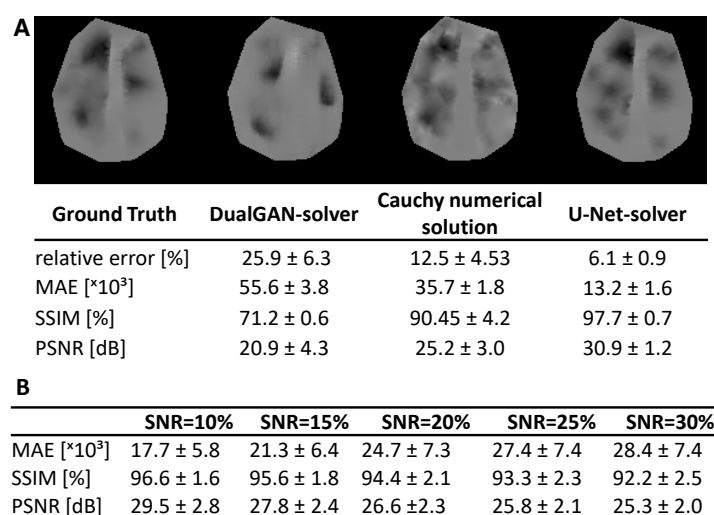 A
Ground Truth DualGAN-solver Cauchy numerical solution U-Net-solver
relative error [%] 25.9 ± 6.3 12.5 ± 4.53 6.1 ± 0.9
MAE [ˣ10³] 55.6 ± 3.8 35.7 ± 1.8 13.2 ± 1.6
SSIM [%] 71.2 ± 0.6 90.45 ± 4.2 97.7 ± 0.7
PSNR [dB] 20.9 ± 4.3 25.2 ± 3.0 30.9 ± 1.2
B
SNR=10% SNR=15% SNR=20% SNR=25% SNR=30%
MAE [ˣ10³] 17.7 ± 5.8 21.3 ± 6.4 24.7 ± 7.3 27.4 ± 7.4 28.4 ± 7.4
SSIM [%] 96.6 ± 1.6 95.6 ± 1.8 94.4 ± 2.1 93.3 ± 2.3 92.2 ± 2.5
PSNR [dB] 29.5 ± 2.8 27.8 ± 2.4 26.6 ±2.3 25.8 ± 2.1 25.3 ± 2.0